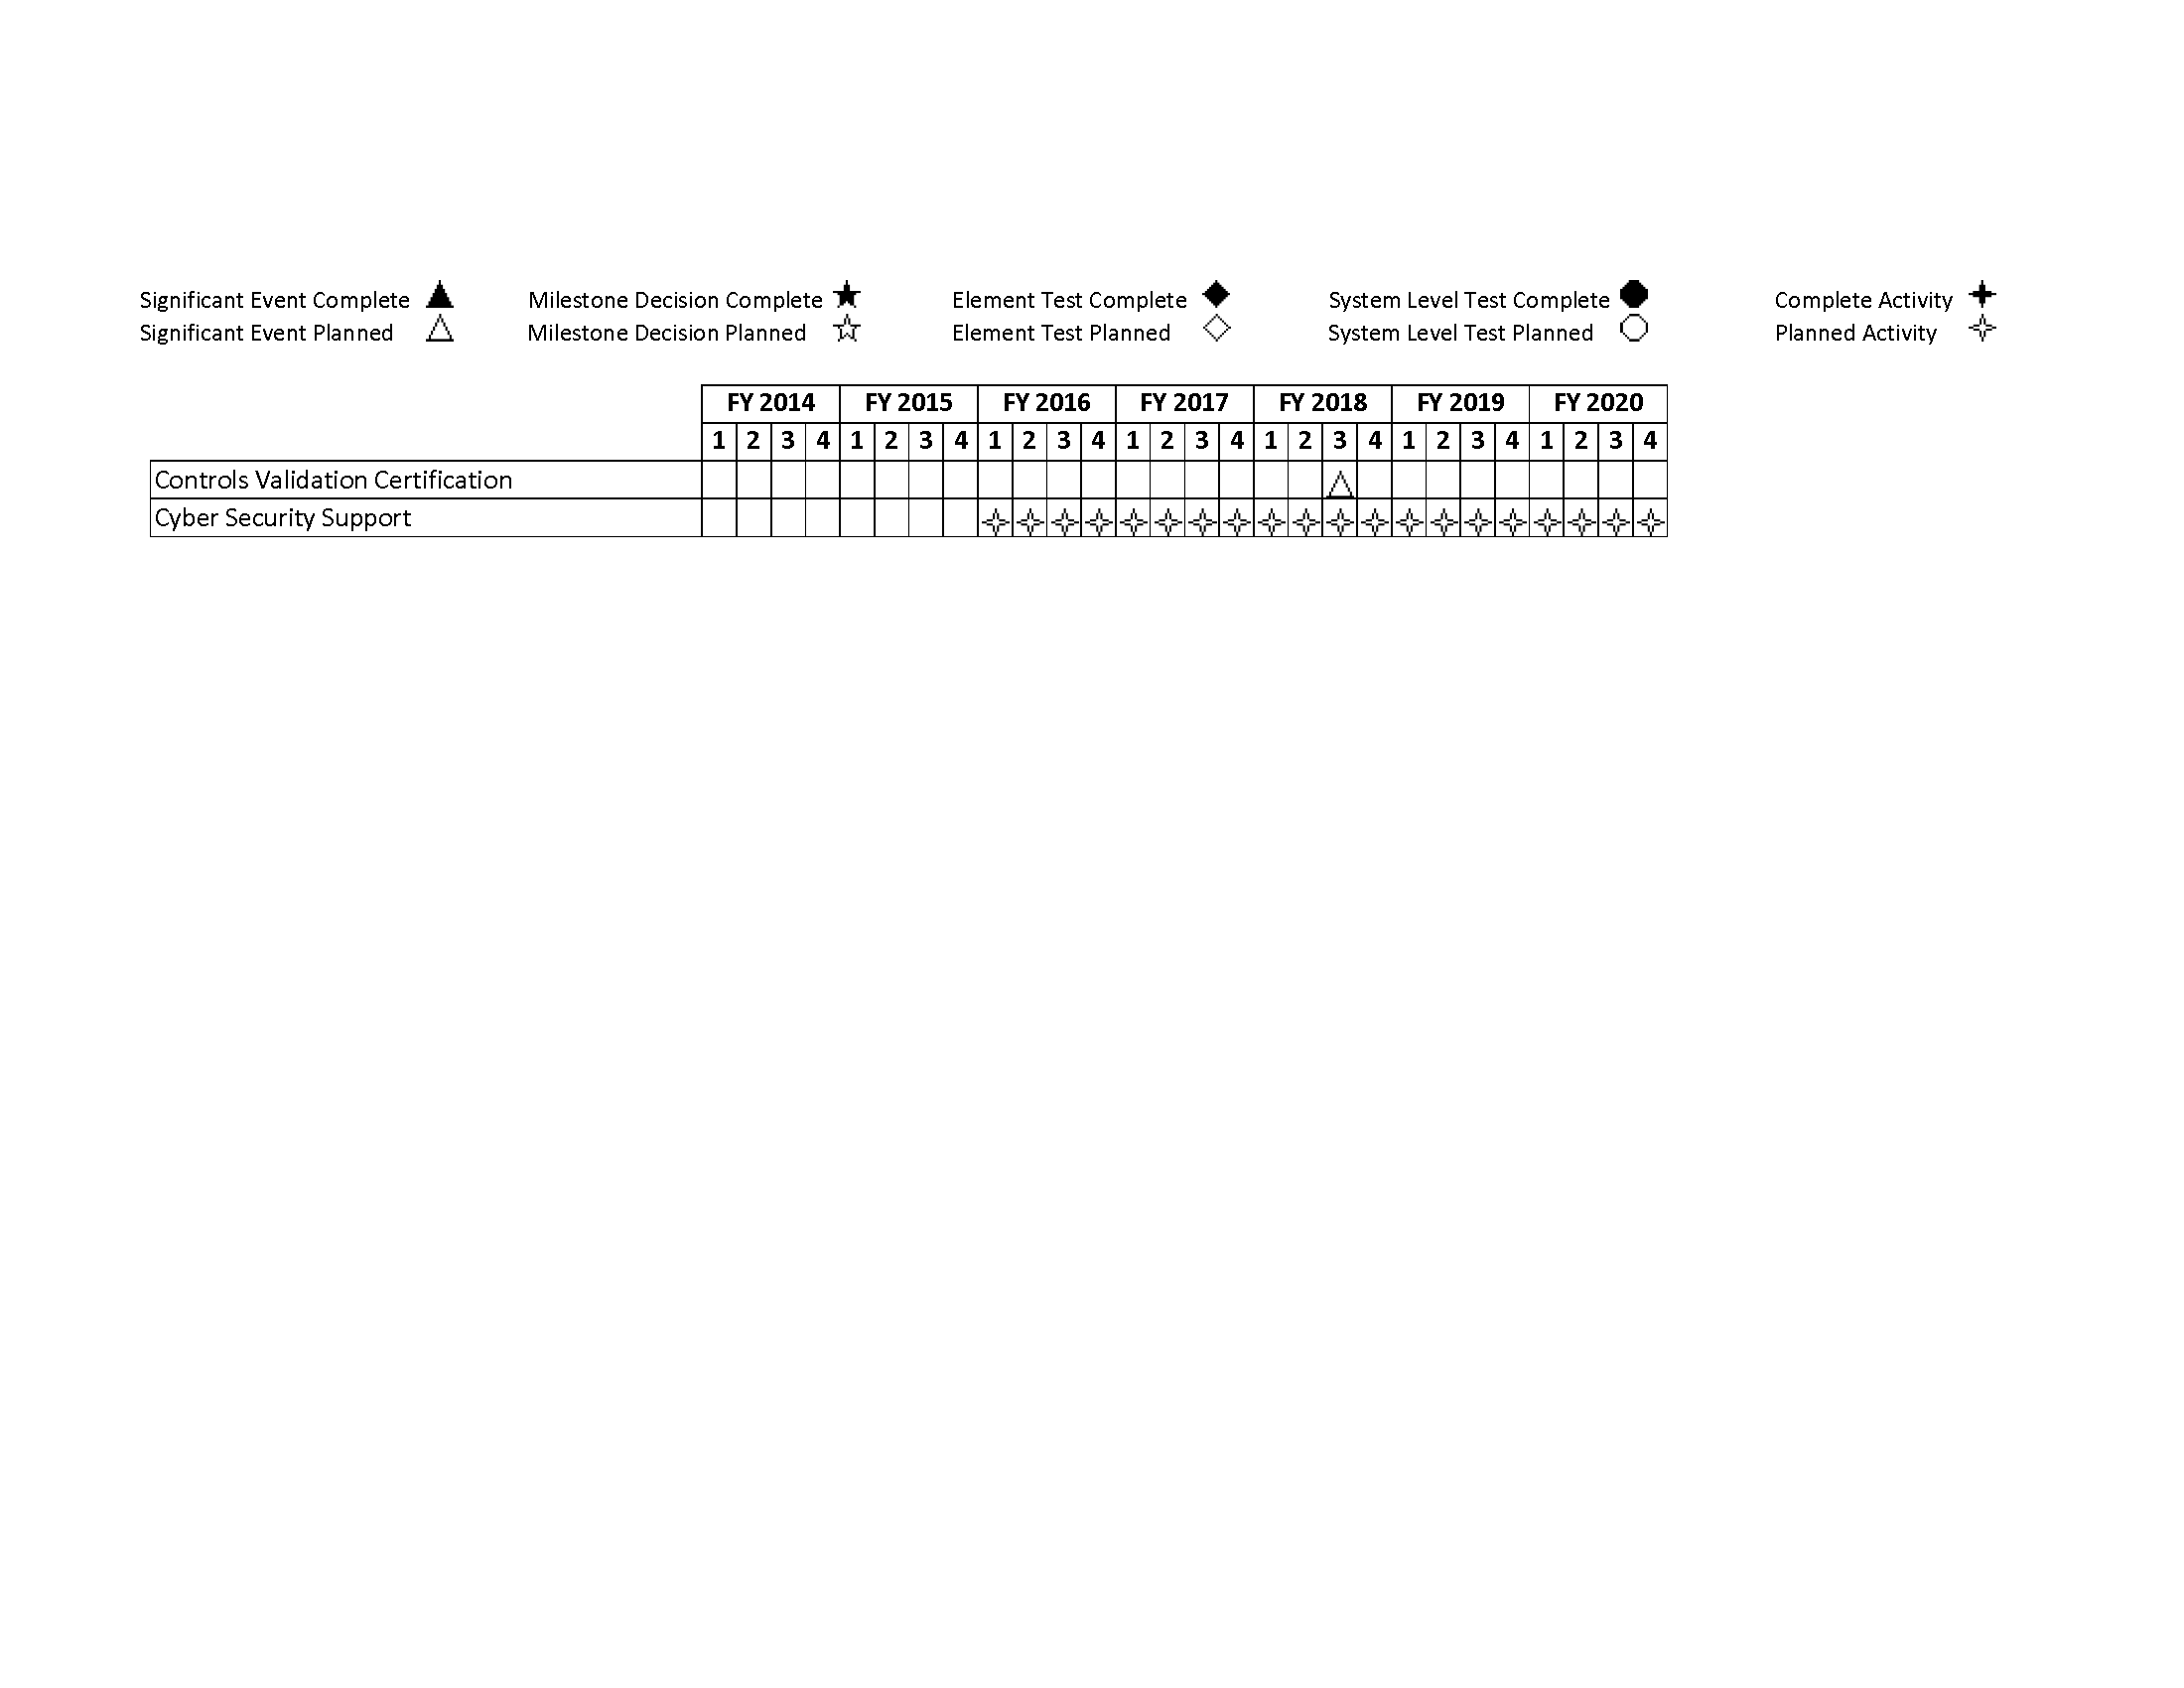 Significant Event Complete Milestone Decision Complete Element Test Complete System Level Test Complete Complete Activity
Significant Event Planned Milestone Decision Planned Element Test Planned System Level Test Planned Planned Activity
FY 2014 FY 2015 FY 2016 FY 2017 FY 2018 FY 2019 FY 2020
1 2 3 4 1 2 3 4 1 2 3 4 1 2 3 4 1 2 3 4 1 2 3 4 1 2 3 4
Controls Validation Certification
Cyber Security Support